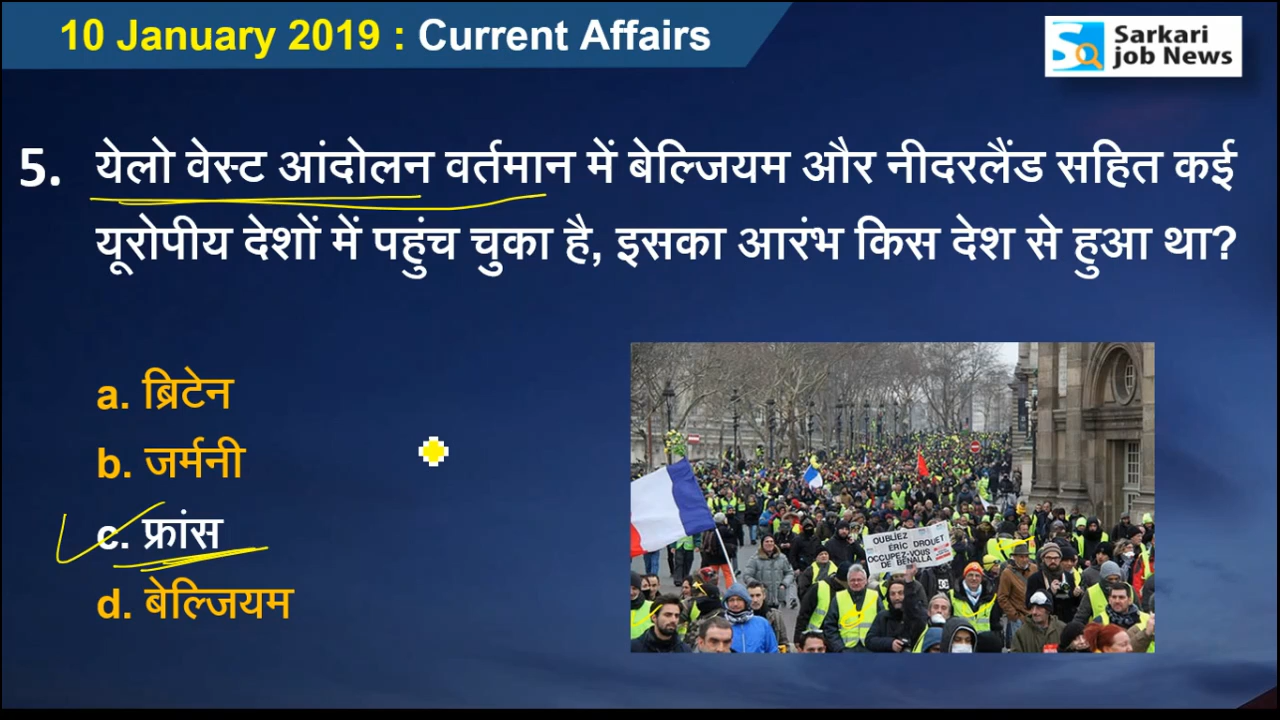 10 January 2019 : Current Affairs
Sarkari
job News
5. येलो वेस्ट आंदोलन वर्तमान में बेल्जियम और नीदरलैंड सहित कई
यूरोपीय देशों में पहुंच चुका है, इसका आरंभ किस देश से हुआ था?
a. ब्रिटेन
b. जर्मनी
c. फ्रांस
d. बेल्जियम
OUBLIEZ
ÉRIC DROUET
OCCUPEZ-VOUS
DE BENALLA